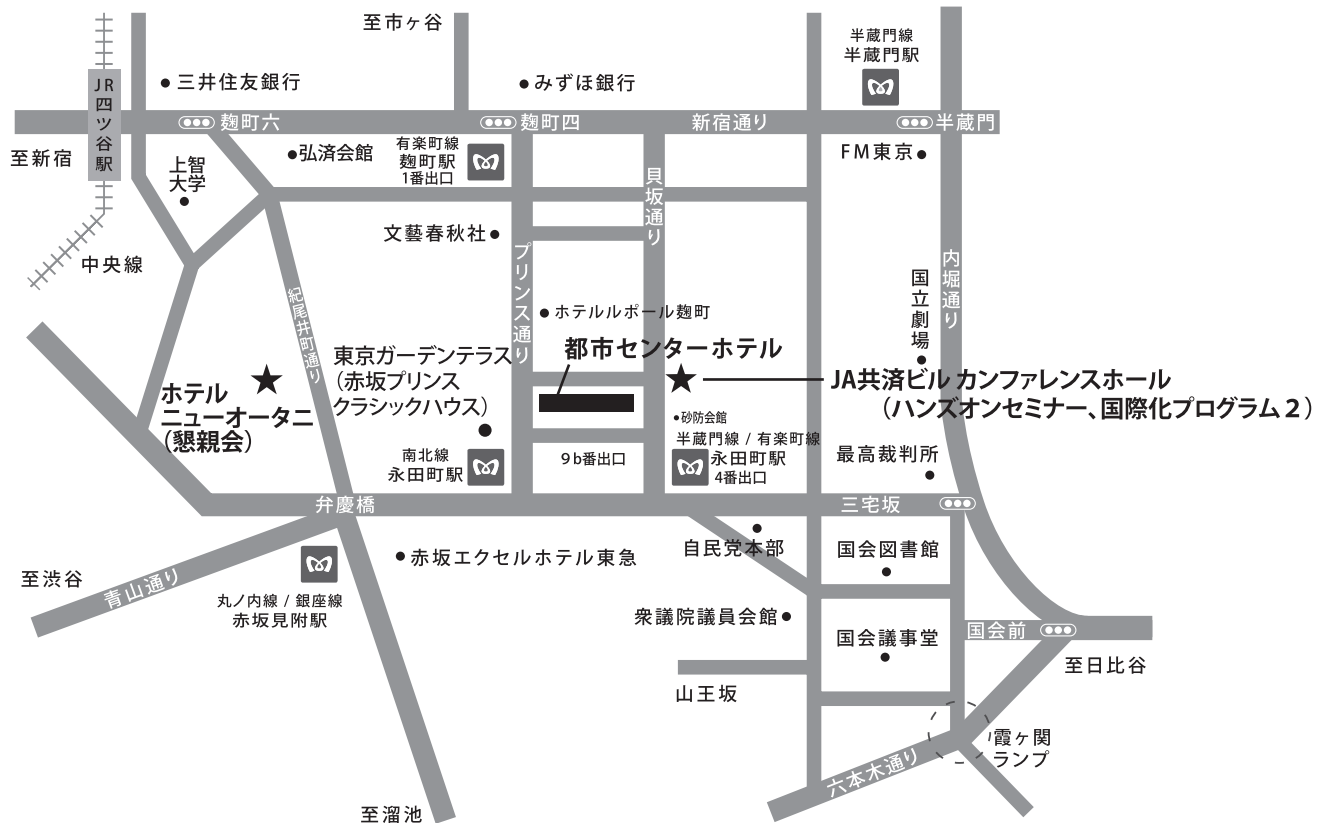 至市ヶ谷
半蔵門線
半蔵門駅
JR四ツ谷駅
三井住友銀行
みずほ銀行
麹町六
麹町四
新宿通り
半蔵門
至新宿
上智
大学
弘済会館
有楽町線
麹町駅
1番出口
貝坂通り
FM東京
文藝春秋社
中央線
プリンス通り
内堀通り
国立劇場
紀尾井町通り
ホテルルポール麹町
都市センターホテル
東京ガーデンテラス
(赤坂プリンス
クラシックハウス)
ホテル
ニューオータニ
(懇親会)
JA共済ビル カンファレンスホール
(ハンズオンセミナー、国際化プログラム2)
砂防会館
半蔵門線 / 有楽町線
永田町駅
4番出口
南北線
永田町駅
9b番出口
最高裁判所
弁慶橋
三宅坂
自民党本部
国会図書館
赤坂エクセルホテル東急
至渋谷
青山通り
丸ノ内線 / 銀座線
赤坂見附駅
衆議院議員会館
国会議事堂
国会前
至日比谷
山王坂
霞ヶ関
ランプ
六本木通り
至溜池